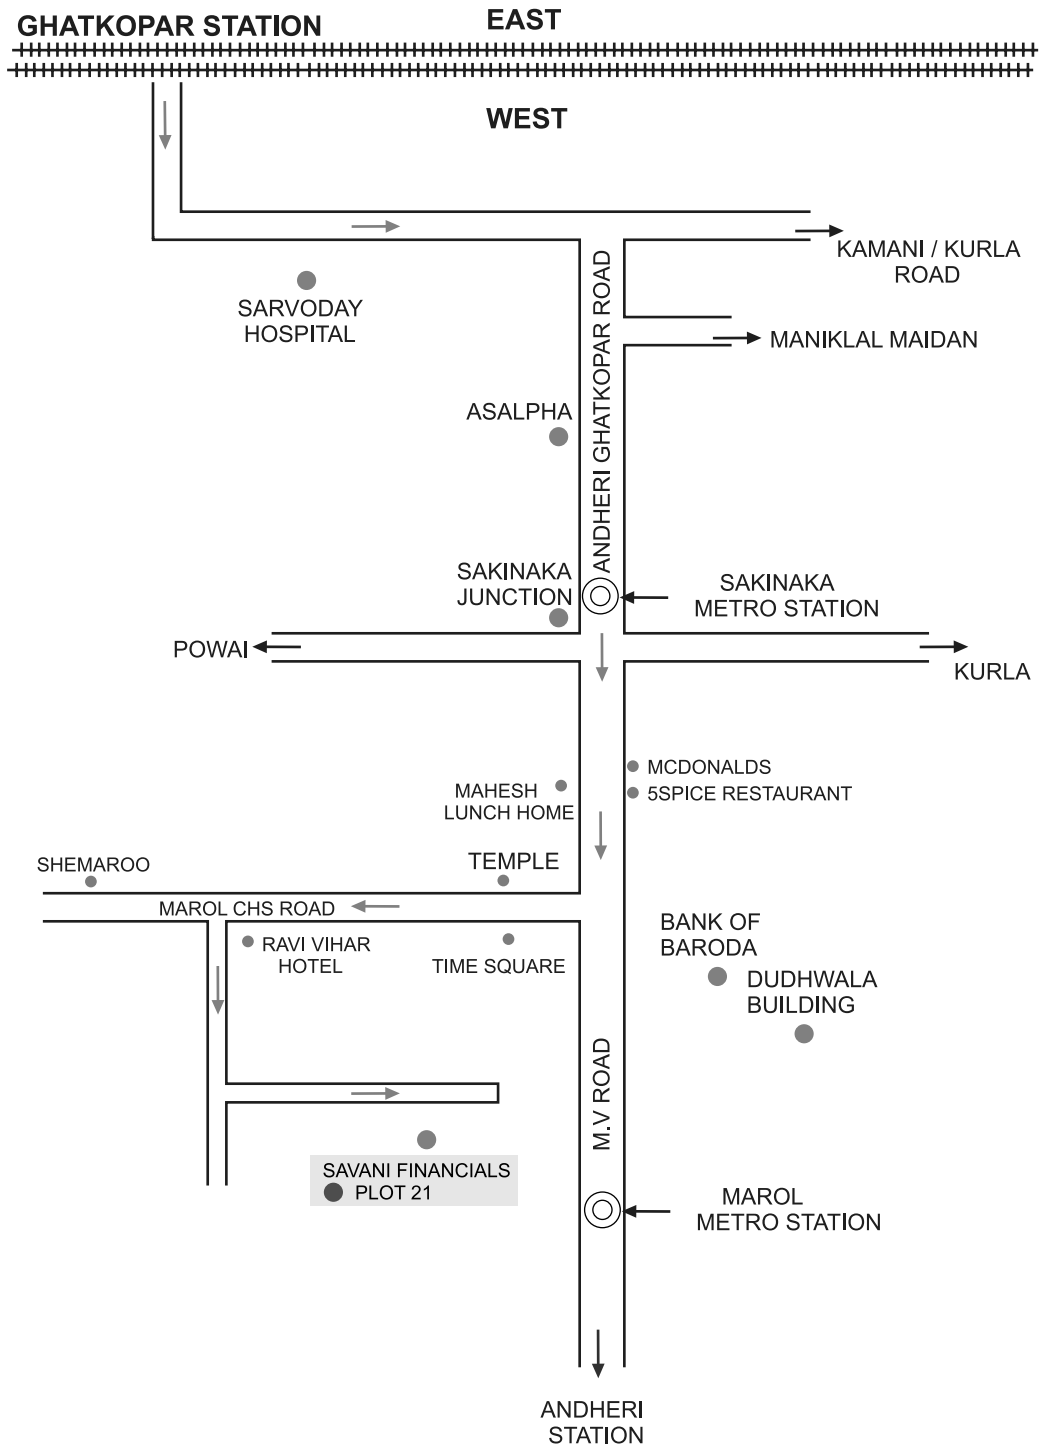 GHATKOPAR STATION
EAST
WEST
KAMANI / KURLA
ROAD
SARVODAY
HOSPITAL
ANDHERI GHATKOPAR ROAD
MANIKLAL MAIDAN
ASALPHA
SAKINAKA
JUNCTION
SAKINAKA
METRO STATION
POWAI
KURLA
MCDONALDS
5SPICE RESTAURANT
MAHESH
LUNCH HOME
SHEMAROO
TEMPLE
MAROL CHS ROAD
RAVI VIHAR
HOTEL
TIME SQUARE
BANK OF
BARODA
DUDHWALA
BUILDING
M.V ROAD
SAVANI FINANCIALS
PLOT 21
MAROL
METRO STATION
ANDHERI
STATION